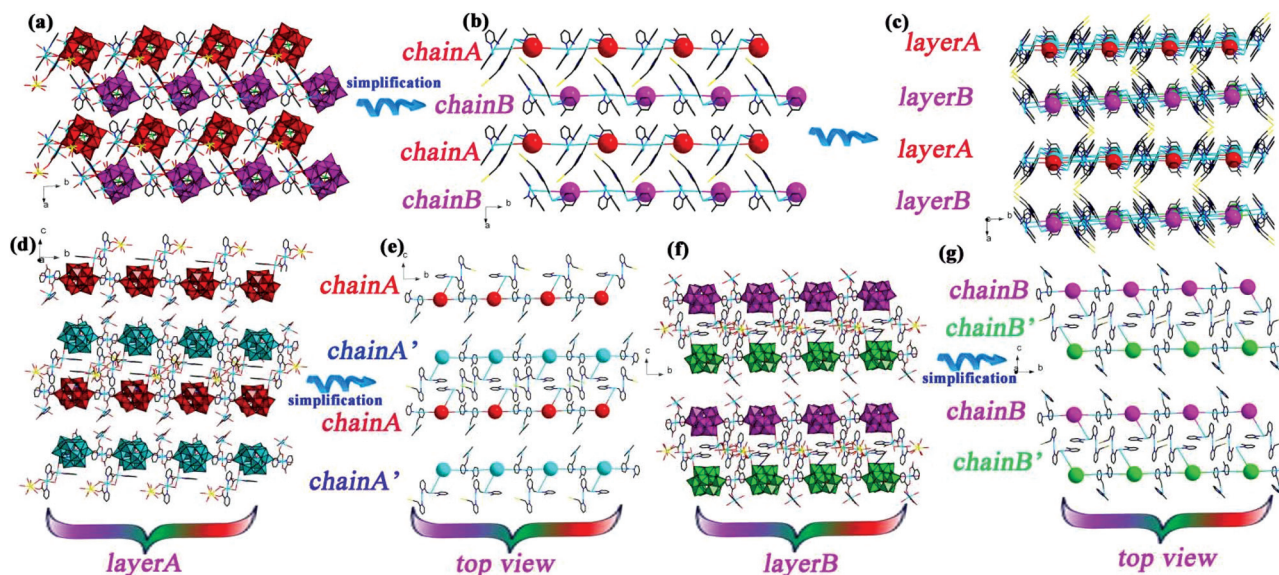 (a)
simplification
b
a
(b)
chainA
chainB
chainA
chainB
b
a
(c)
layerA
layerB
layerA
layerB
b
a
(d)
c
a
b
layerA
simplification
(e)
c
b
chainA
chainA'
chainA
chainA'
top view
(f)
c
b
layerB
simplification
(g)
c
b
chainB
chainB'
chainB
chainB'
top view